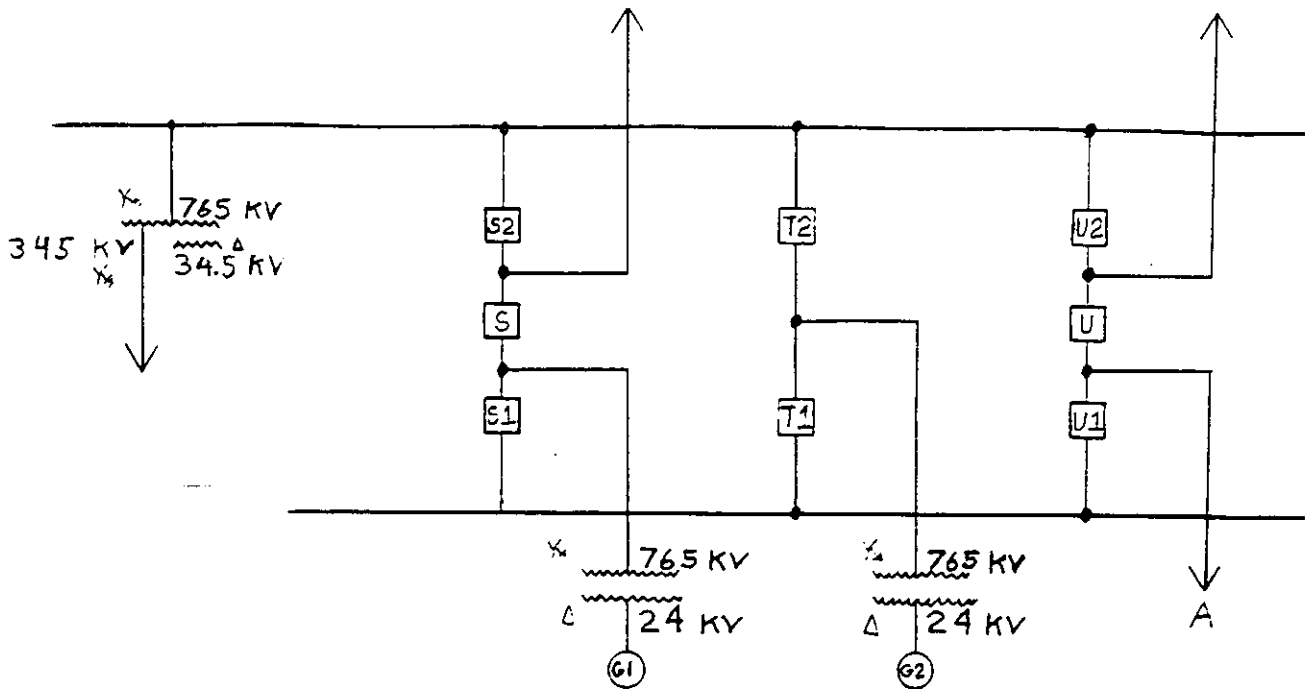 765 KV
345 KV
Δ
34.5 KV
S2
T2
U2
S
U
S1
T1
U1
765 KV
765 KV
Δ
24 KV
Δ
24 KV
A
G1
G2